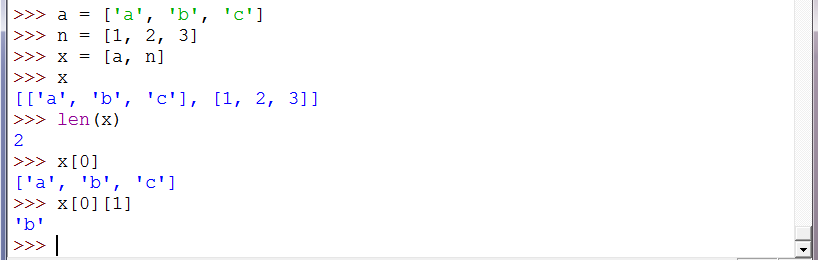 >>> a = ['a', 'b', 'c']
>>> n = [1, 2, 3]
>>> x = [a, n]
>>> x
[['a', 'b', 'c'], [1, 2, 3]]
>>> len(x)
2
>>> x[0]
['a', 'b', 'c']
>>> x[0][1]
'b'
>>>